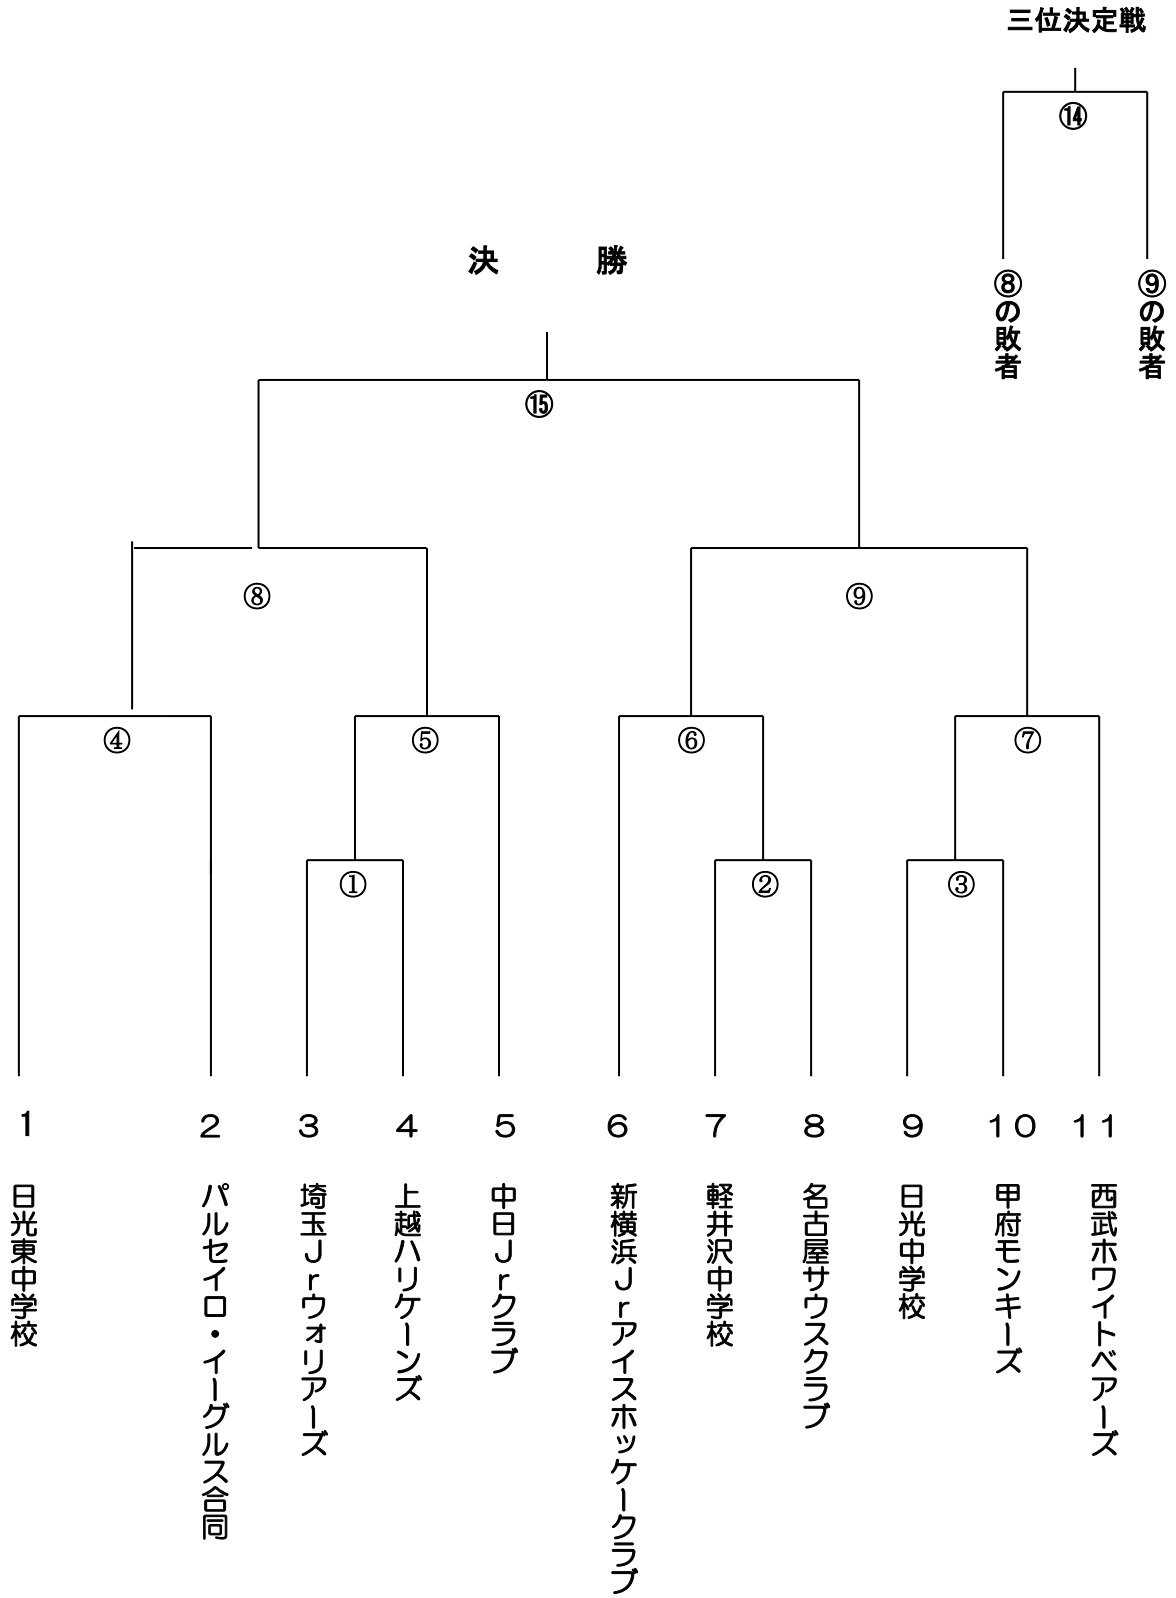 三位決定戦
⑭
⑧の敗者
⑨の敗者
決　勝
⑮
⑧
⑨
④
⑤
⑥
⑦
①
②
③
１
２
３
４
５
６
７
８
９
１０
１１
日光東中学校
パルセイロ・イーグルス合同
埼玉Ｊｒウォリアーズ
上越ハリケーンズ
中日Ｊｒクラブ
新横浜Ｊｒアイスホッケークラブ
軽井沢中学校
名古屋サウスクラブ
日光中学校
甲府モンキーズ
西武ホワイトベアーズ